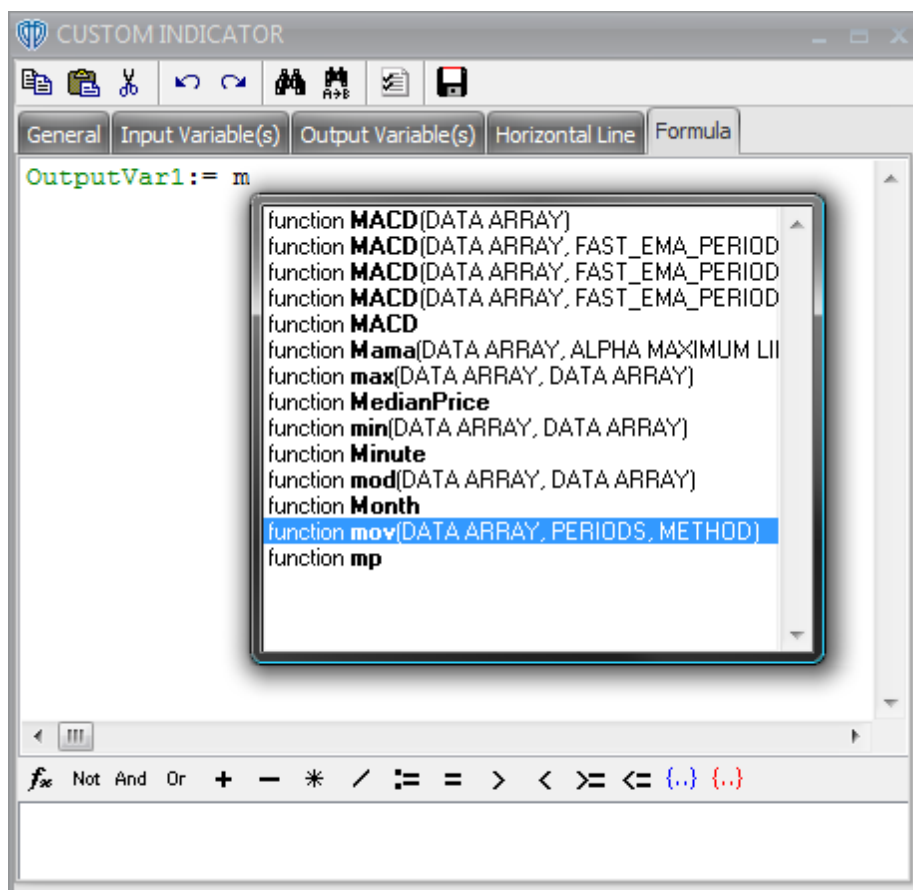 CUSTOM INDICATOR
A→B
General Input Variable(s) Output Variable(s) Horizontal Line Formula
OutputVar1:= m
function MACD(DATA ARRAY)
function MACD(DATA ARRAY, FAST_EMA_PERIOD
function MACD(DATA ARRAY, FAST_EMA_PERIOD
function MACD(DATA ARRAY, FAST_EMA_PERIOD
function MACD
function Mama(DATA ARRAY, ALPHA MAXIMUM LI
function max(DATA ARRAY, DATA ARRAY)
function MedianPrice
function min(DATA ARRAY, DATA ARRAY)
function Minute
function mod(DATA ARRAY, DATA ARRAY)
function Month
function mov(DATA ARRAY, PERIODS, METHOD)
function mp
fx Not And Or + − * / := = > < >= <= {..} {..}